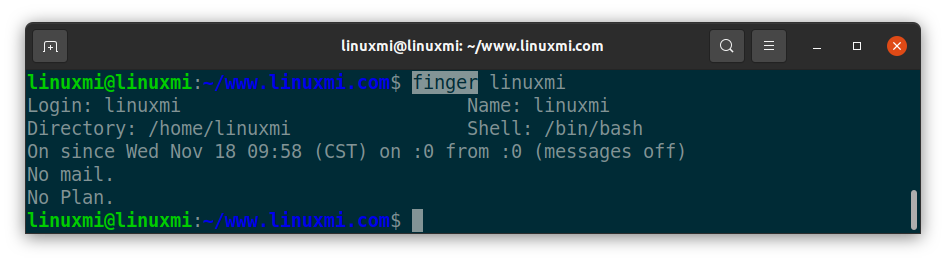 linuxmi@linuxmi: ~/www.linuxmi.com
linuxmi@linuxmi:~/www.linuxmi.com$ finger linuxmi
Login: linuxmi                          Name: linuxmi
Directory: /home/linuxmi                Shell: /bin/bash
On since Wed Nov 18 09:58 (CST) on :0 from :0 (messages off)
No mail.
No Plan.
linuxmi@linuxmi:~/www.linuxmi.com$